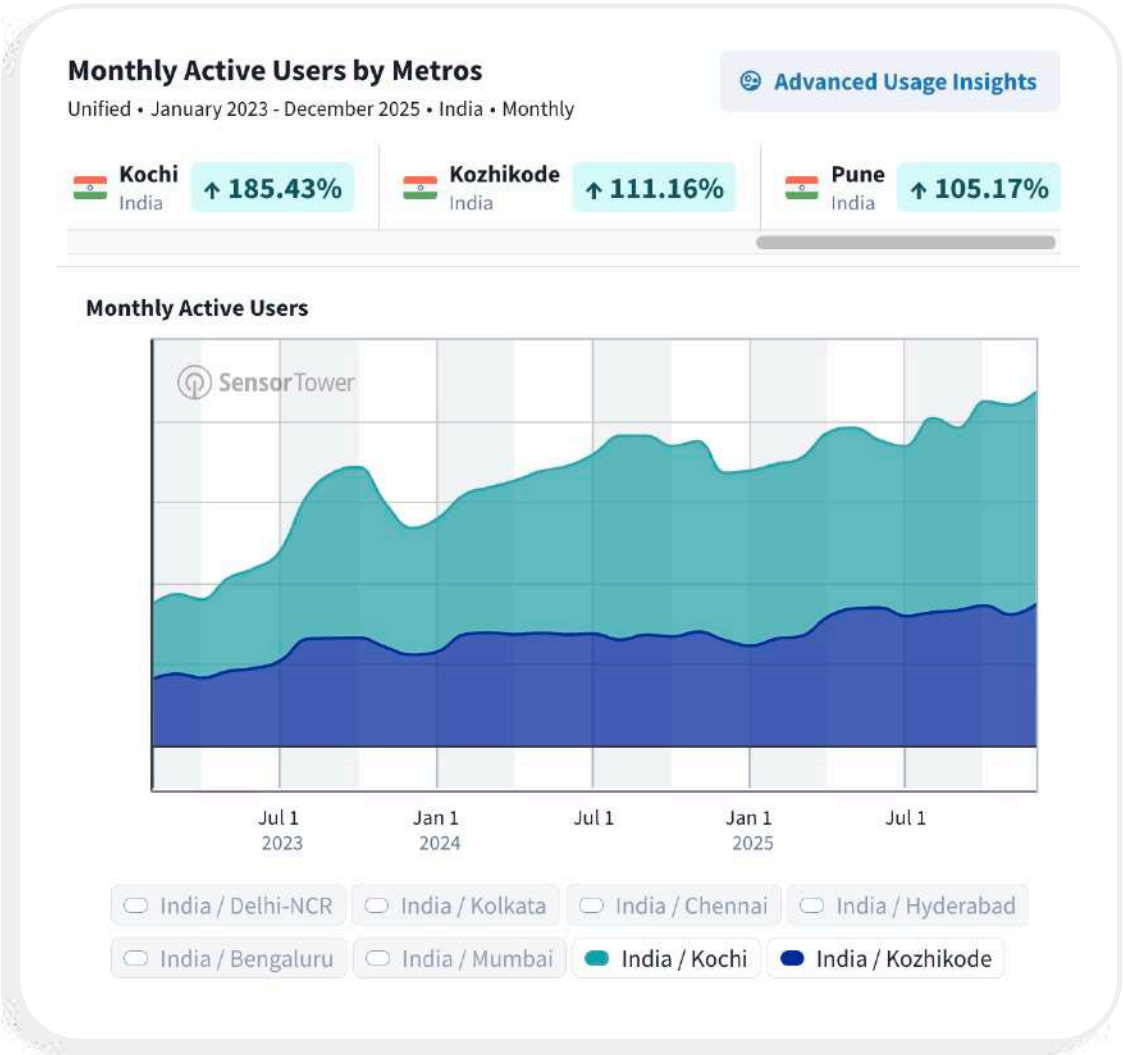 Monthly Active Users by Metros
Advanced Usage Insights
Unified • January 2023 - December 2025 • India • Monthly
Kochi
India
↑ 185.43%
Kozhikode
India
↑ 111.16%
Pune
India
↑ 105.17%
Monthly Active Users
SensorTower
Jul 1
2023
Jan 1
2024
Jul 1
Jan 1
2025
Jul 1
India / Delhi-NCR
India / Kolkata
India / Chennai
India / Hyderabad
India / Bengaluru
India / Mumbai
India / Kochi
India / Kozhikode